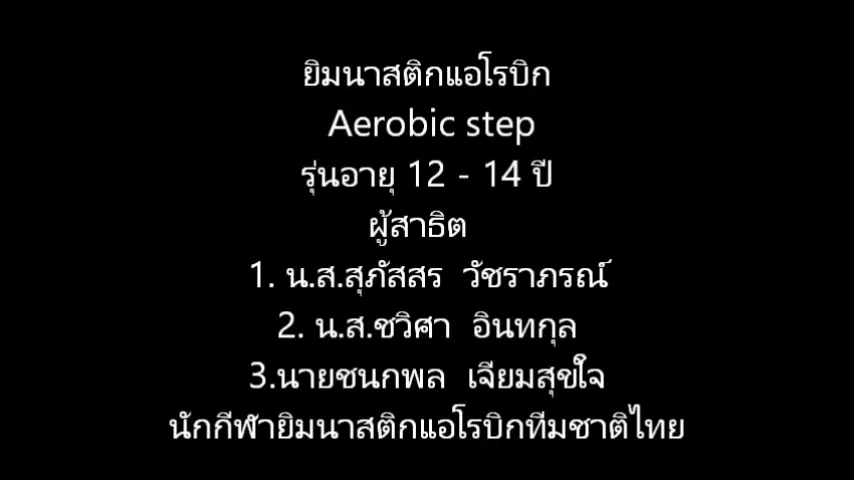 ยิมนาสติกแอโรบิก
Aerobic step
รุ่นอายุ 12 - 14 ปี
ผู้สาธิต
1. น.ส.สุภัสสร วัชราภรณ์
2. น.ส.ชวิศา อินทกุล
3.นายชนกพล เจียมสุขใจ
นักกีฬายิมนาสติกแอโรบิกทีมชาติไทย